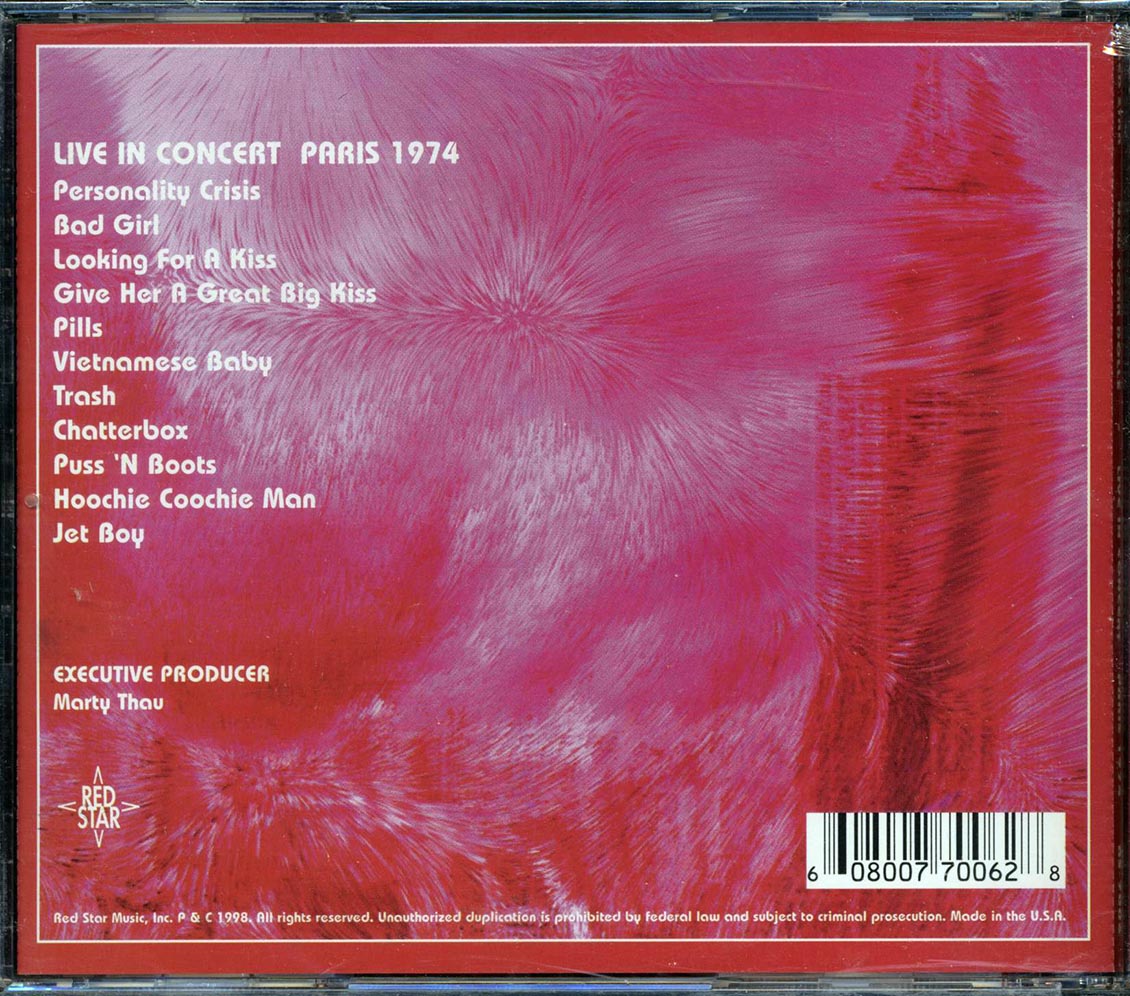 LIVE IN CONCERT PARIS 1974
Personality Crisis
Bad Girl
Looking For A Kiss
Give Her A Great Big Kiss
Pills
Vietnamese Baby
Trash
Chatterbox
Puss 'N Boots
Hoochie Coochie Man
Jet Boy
EXECUTIVE PRODUCER
Marty Thau
RED
STAR
6 08007 70062 8
Red Star Music, Inc. P & C 1998. All rights reserved. Unauthorized duplication is prohibited by federal law and subject to criminal prosecution. Made in the U.S.A.